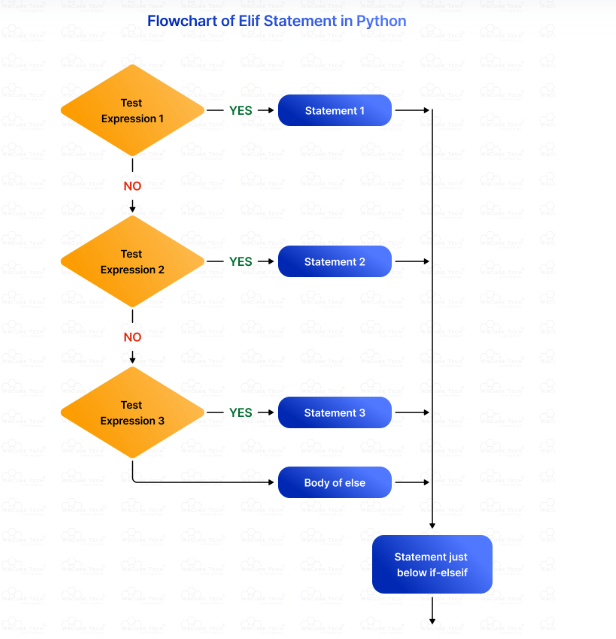 Flowchart of Elif Statement in Python
Test
Expression 1
YES
Statement 1
NO
Test
Expression 2
YES
Statement 2
NO
Test
Expression 3
YES
Statement 3
Body of else
Statement just
below if-elseif